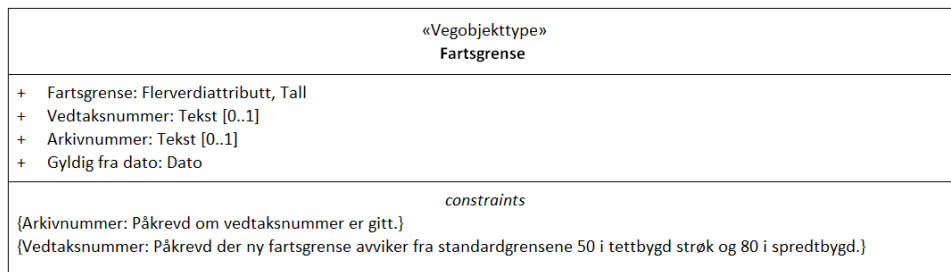 «Vegobjekttype»
Fartsgrense
+ Fartsgrense: Flerverdiattributt, Tall
+ Vedtaksnummer: Tekst [0..1]
+ Arkivnummer: Tekst [0..1]
+ Gyldig fra dato: Dato
constraints
{Arkivnummer: Påkrevd om vedtaksnummer er gitt.}
{Vedtaksnummer: Påkrevd der ny fartsgrense avviker fra standardgrensene 50 i tettbygd strøk og 80 i spredtbygd.}